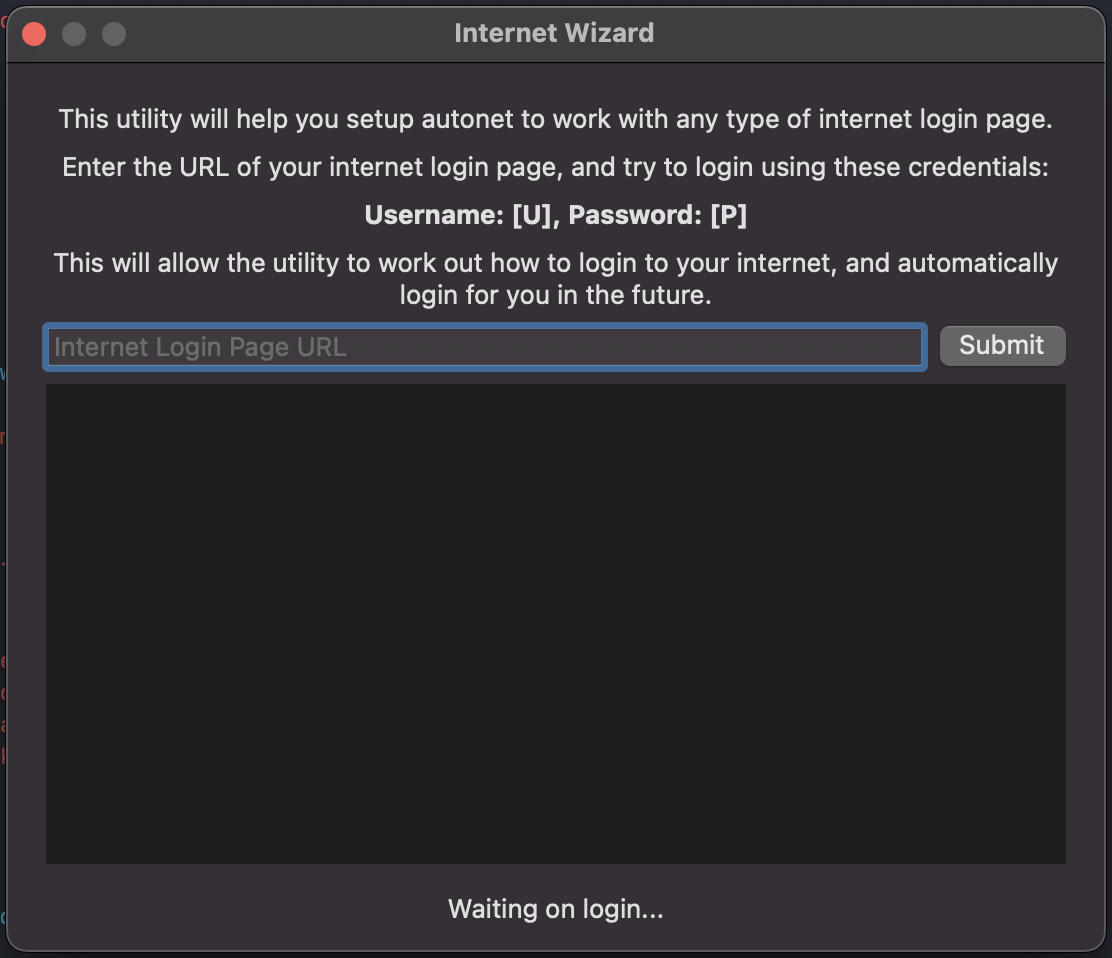 Internet Wizard
This utility will help you setup autonet to work with any type of internet login page.
Enter the URL of your internet login page, and try to login using these credentials:
Username: [U], Password: [P]
This will allow the utility to work out how to login to your internet, and automatically
login for you in the future.
Internet Login Page URL
Submit
Waiting on login...